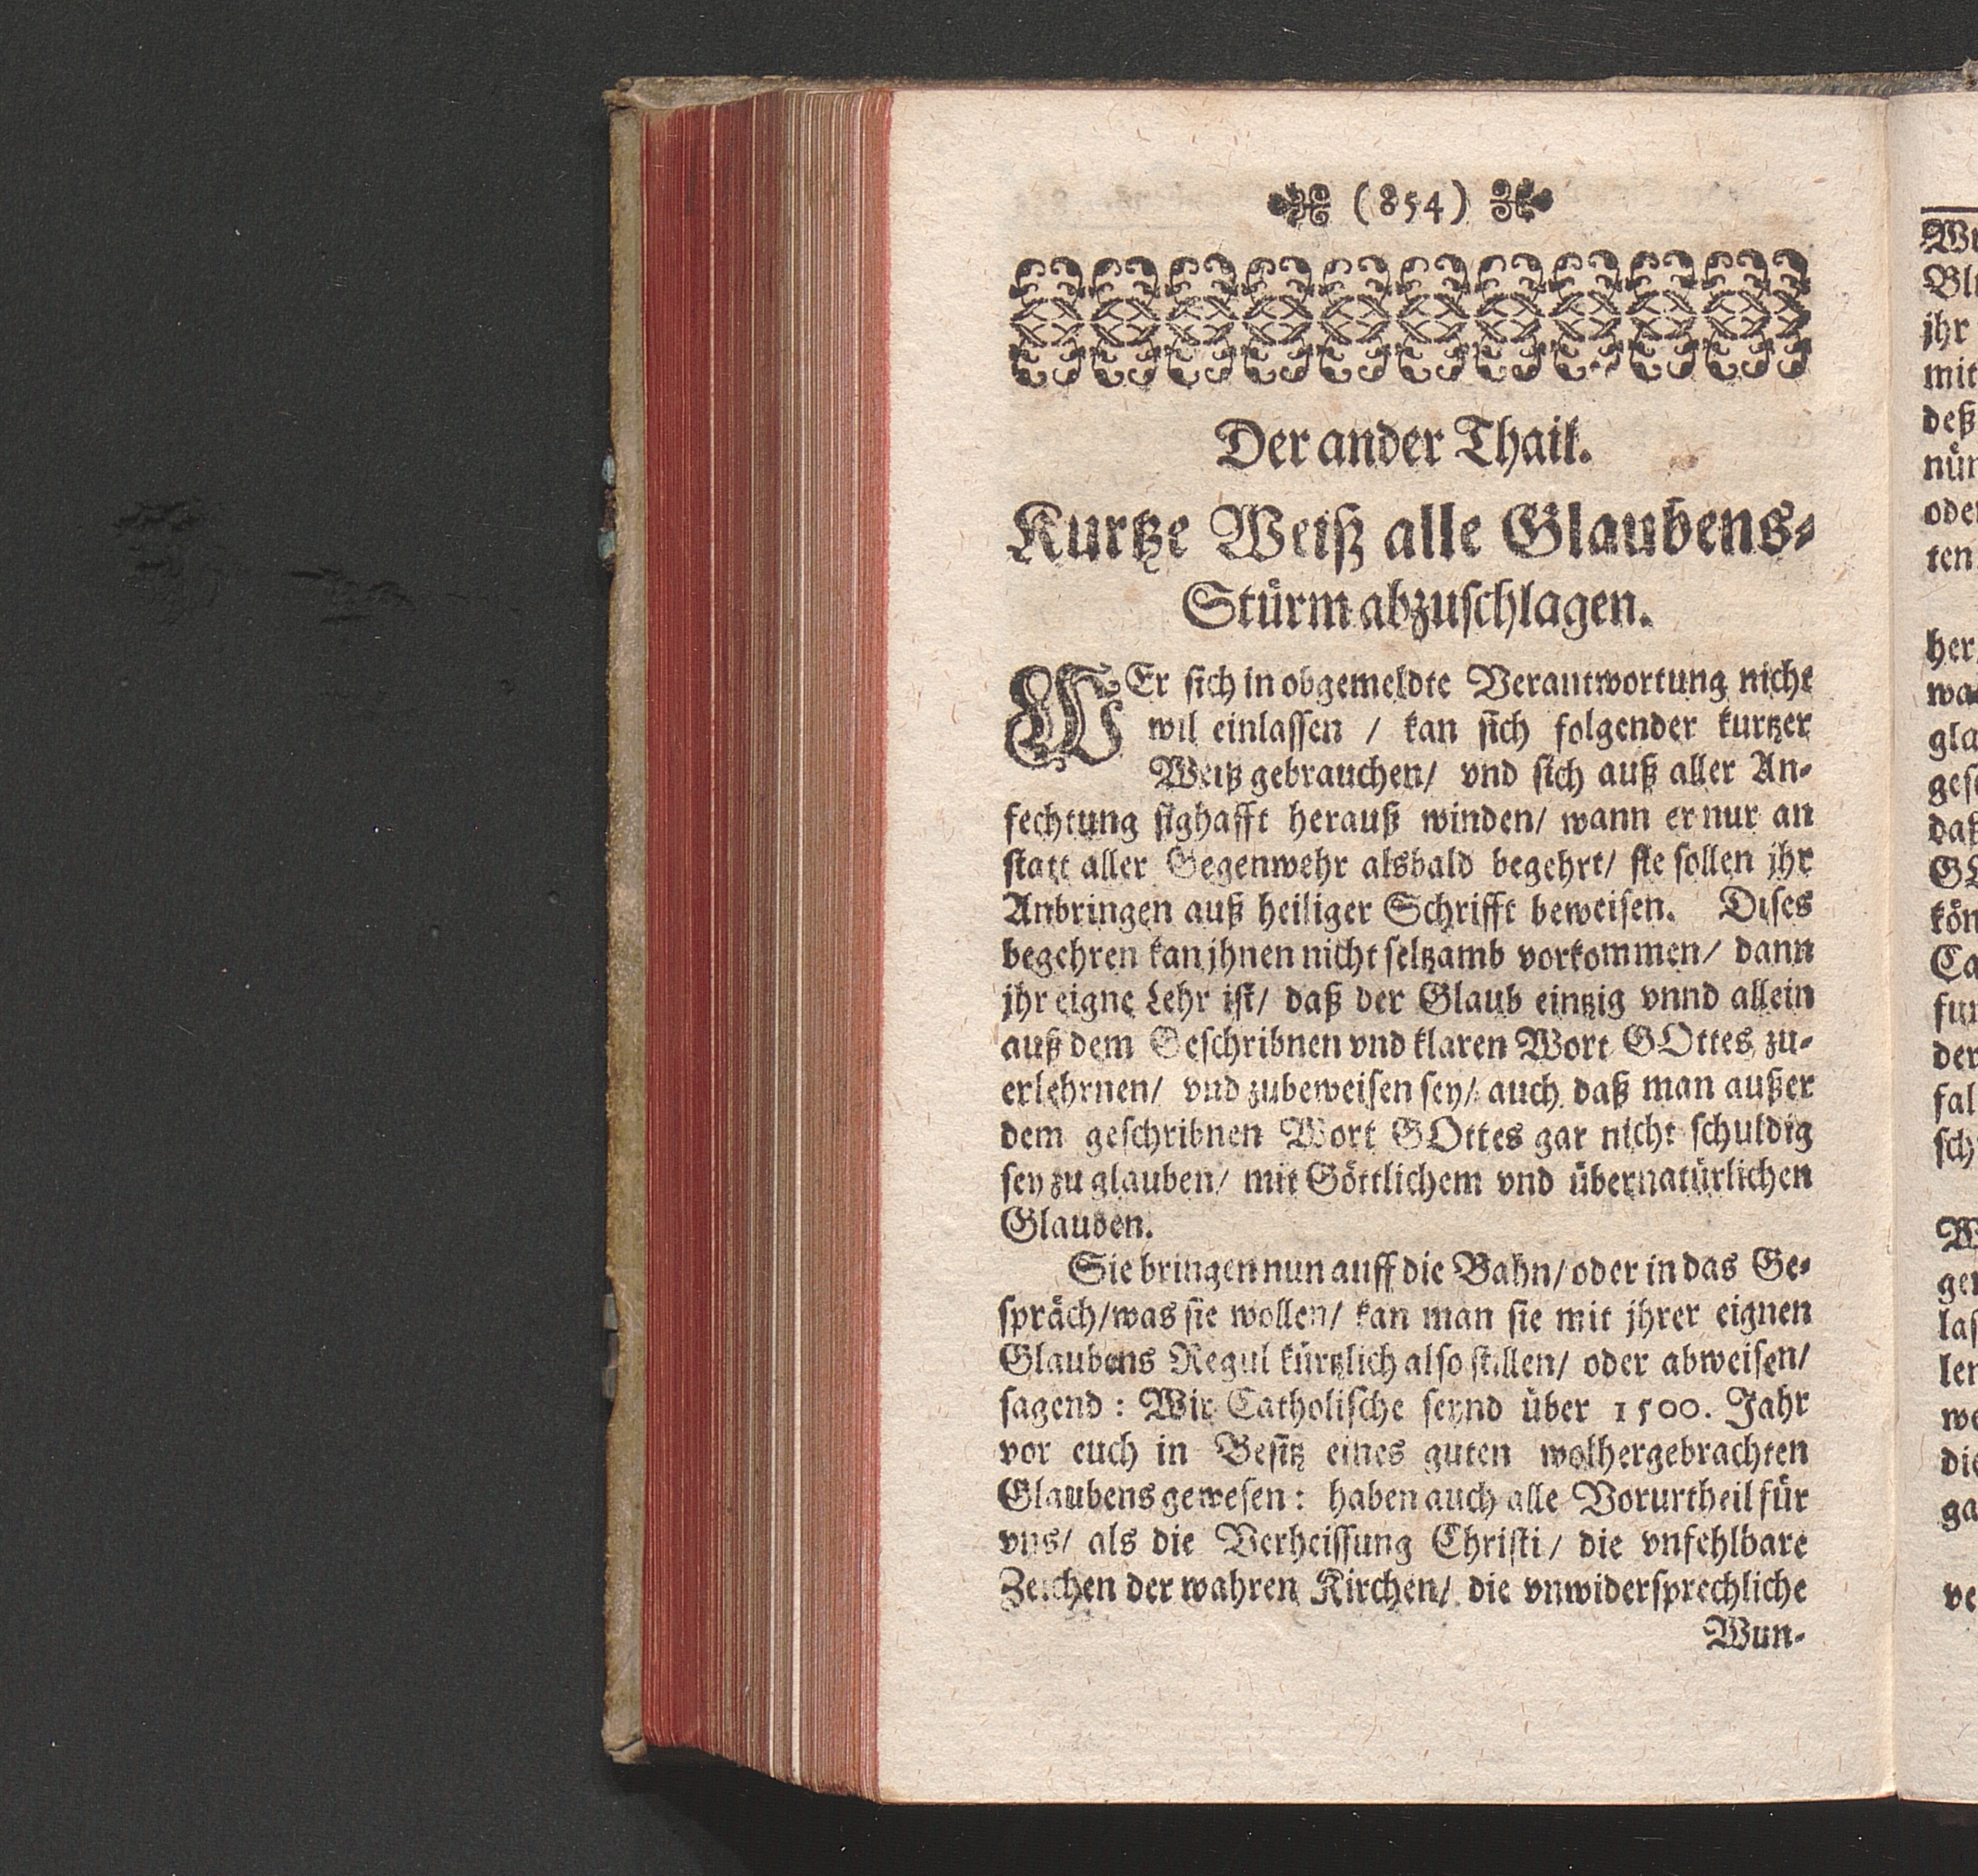 (854)
Der ander Thail.
Kurtze Weiß alle Glaubens-
Stürm abzuschlagen.
WEr sich in obgemeldte Verantwortung nicht
wil einlassen / kan sich folgender kurtzer
Weiß gebrauchen/ vnd sich auß aller An-
fechtung sighafft herauß winden/ wann er nur an
statt aller Gegenwehr alsbald begehrt/ sie sollen jhr
Anbringen auß heiliger Schrifft beweisen. Dises
begehren kan jhnen nicht seltzamb vorkommen/ dann
jhr eigne Lehr ist/ daß der Glaub eintzig vnnd allein
auß dem Geschribnen vnd klaren Wort GOttes zu-
erlehrnen/ vnd zubeweisen sey/ auch daß man außer
dem geschribnen Wort GOttes gar nicht schuldig
sey zu glauben/ mit Göttlichem vnd übernatürlichen
Glauben.
Sie bringen nun auff die Bahn/ oder in das Ge-
spräch/ was sie wollen/ kan man sie mit jhrer eignen
Glaubens Regul kürtzlich also stillen/ oder abweisen/
sagend : Wir Catholische seynd über 1500. Jahr
vor euch in Besitz eines guten wolhergebrachten
Glaubens gewesen : haben auch alle Vorurtheil für
vns/ als die Verheissung Christi/ die vnfehlbare
Zeichen der wahren Kirchen/ die vnwidersprechliche
Wun-
jhr
mit
deß